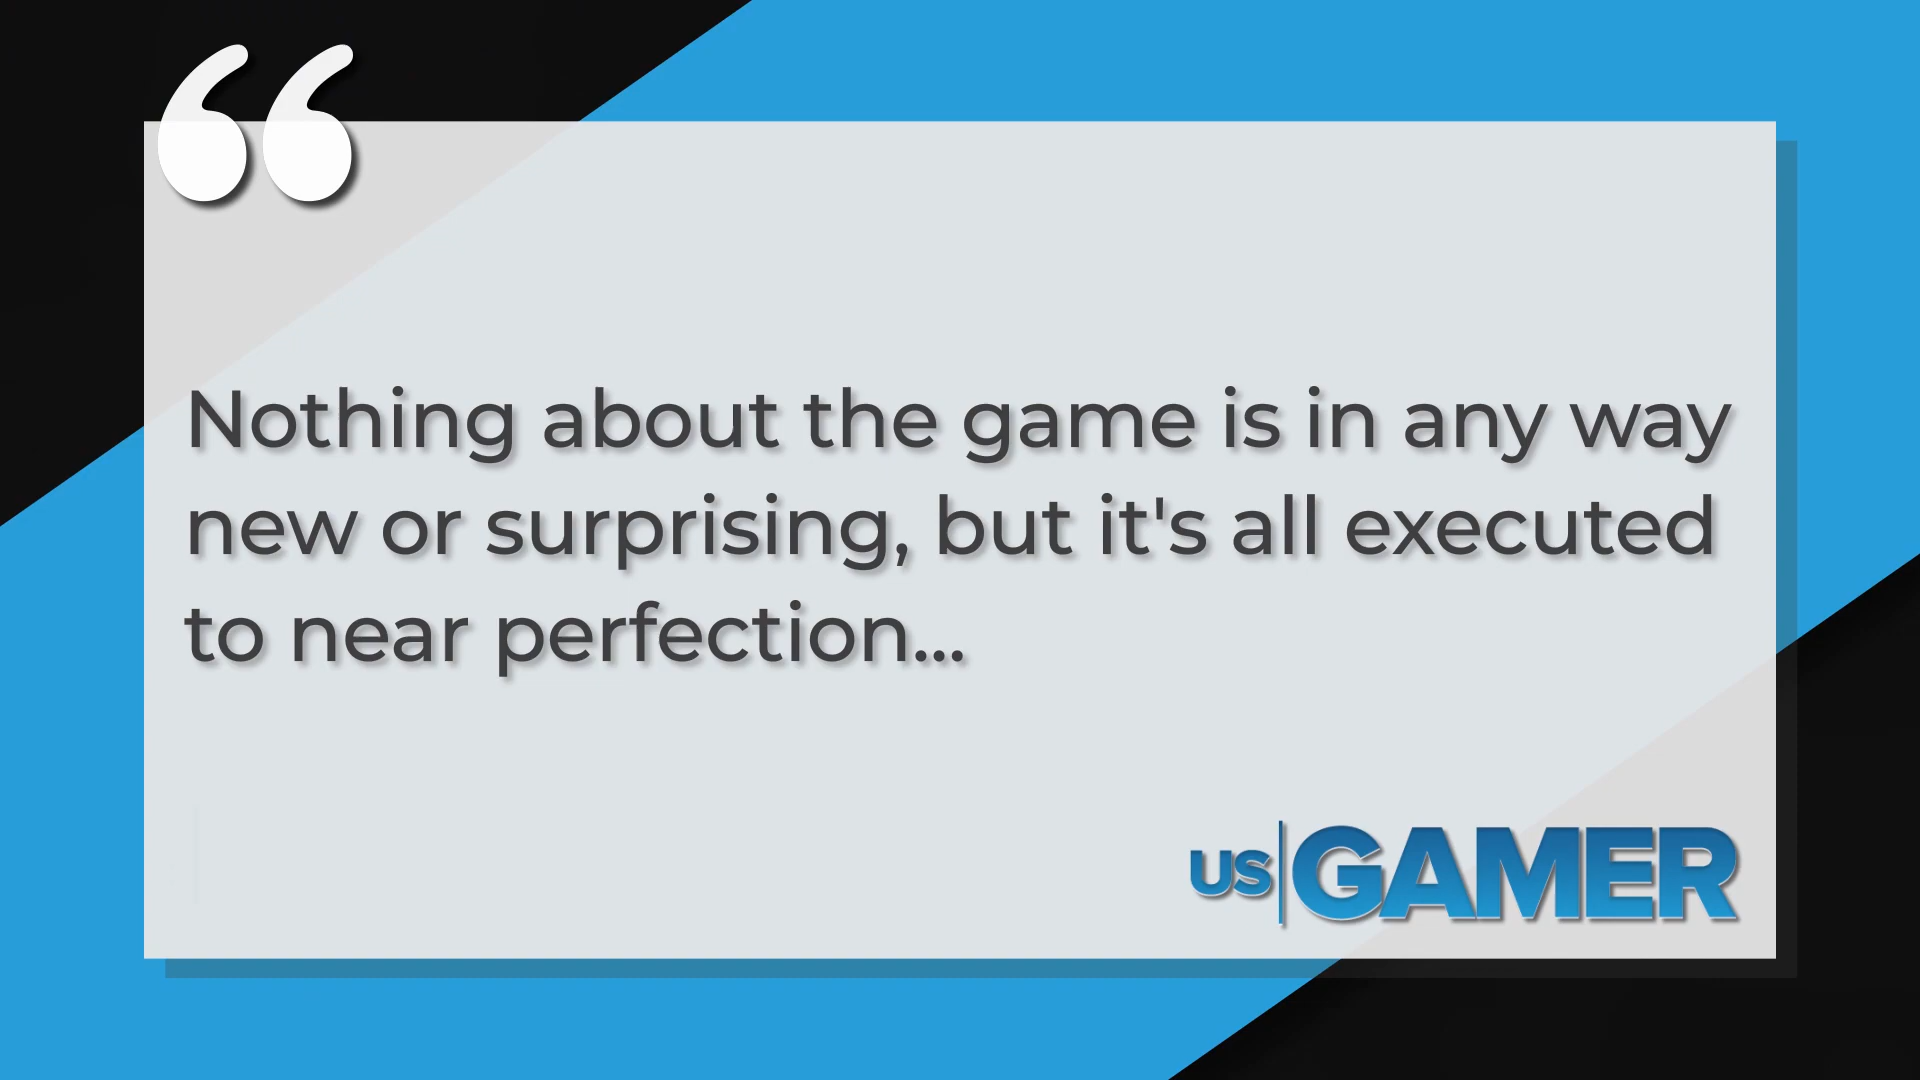 Nothing about the game is in any way
new or surprising, but it's all executed
to near perfection...
US|GAMER